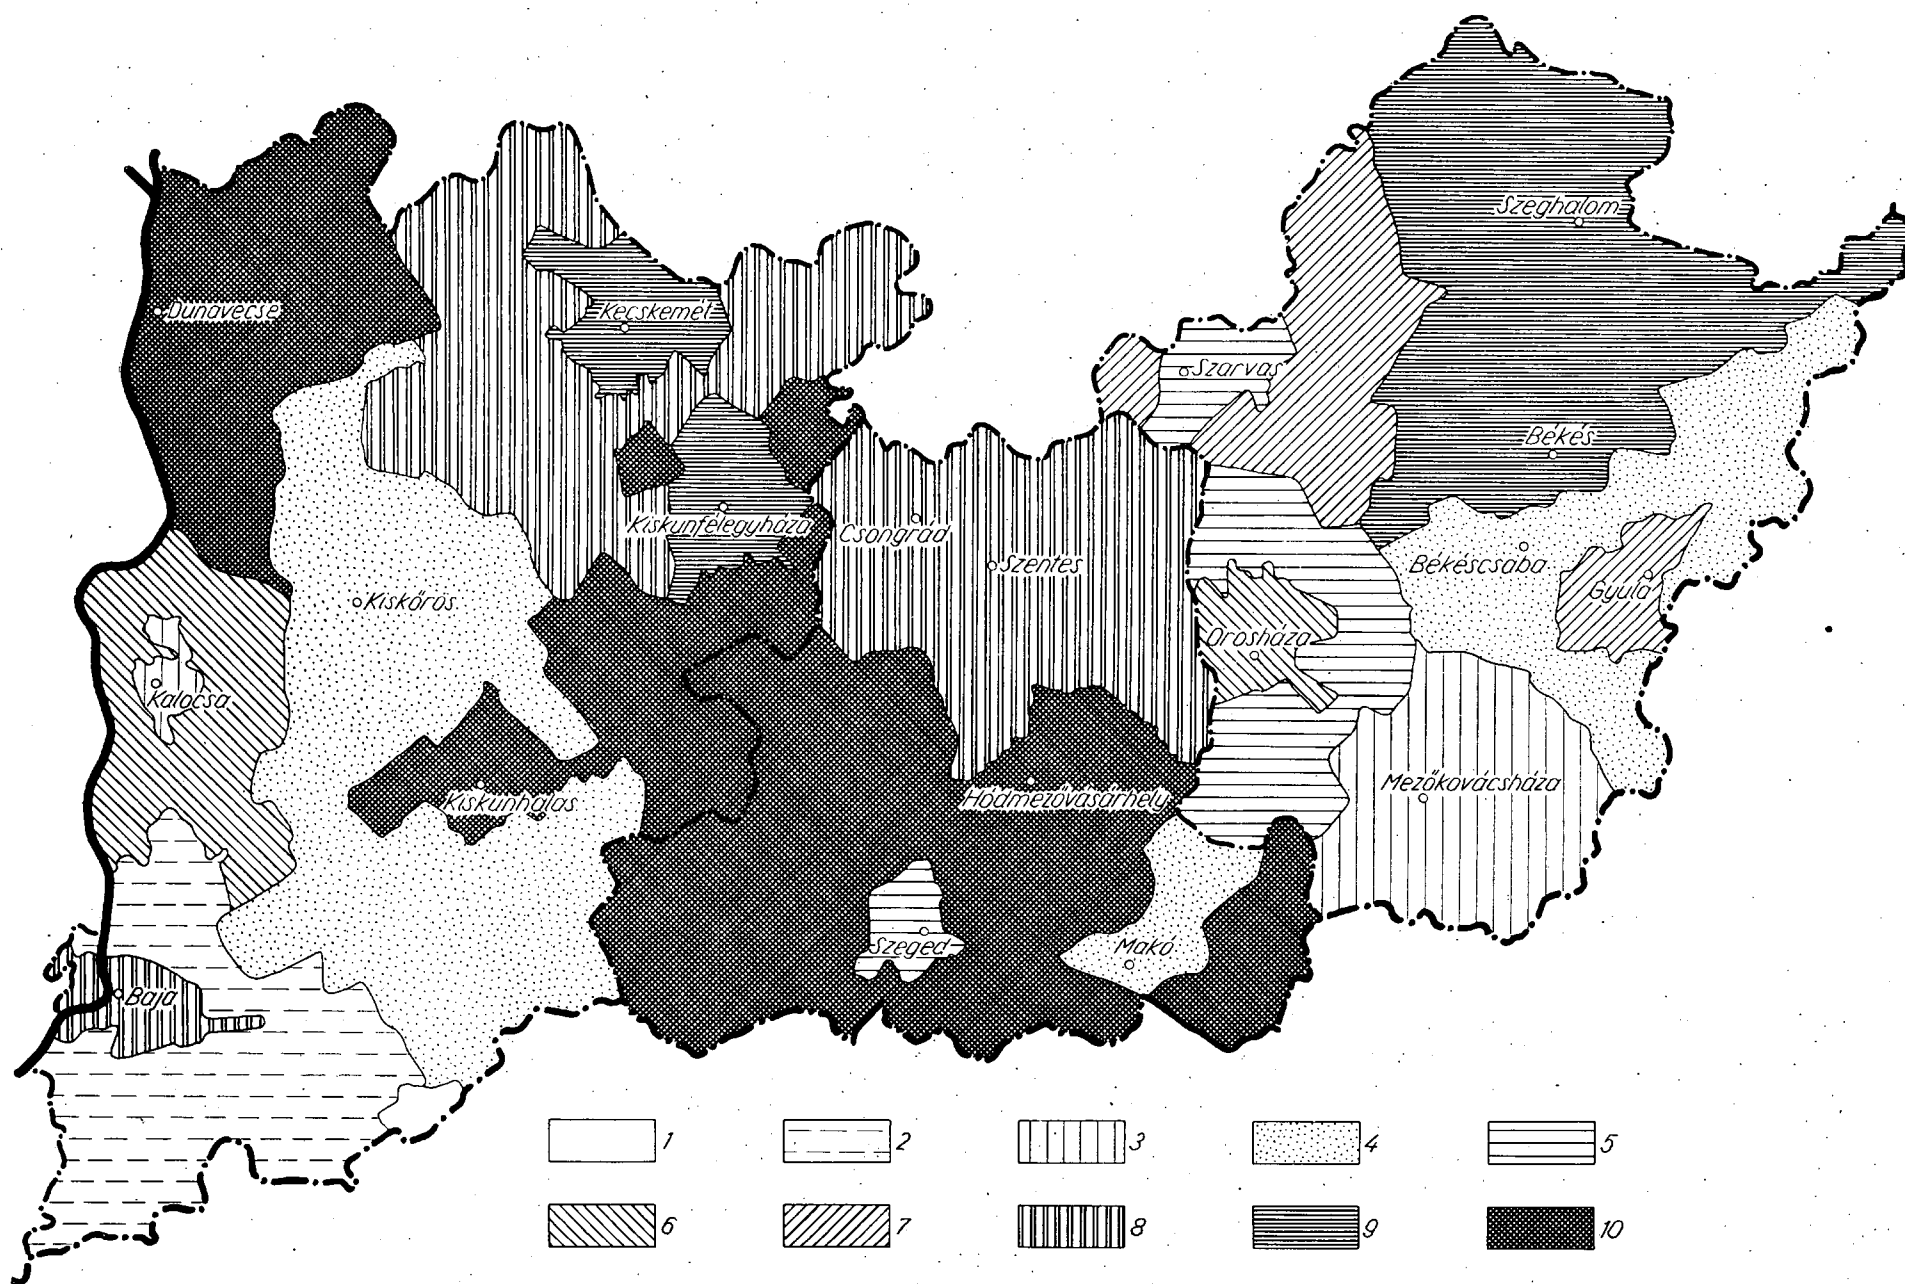 Szeghalom
Dunavecse
Kecskemét
Szarvas
Békés
Kiskunfélegyháza
Csongrád
Szentes
Békéscsaba
Gyula
Kiskőrös
Orosháza
Kalocsa
Kiskunhalas
Hódmezővásárhely
Mezőkovácsháza
Szeged
Makó
Baja
1 2 3 4 5
6 7 8 9 10